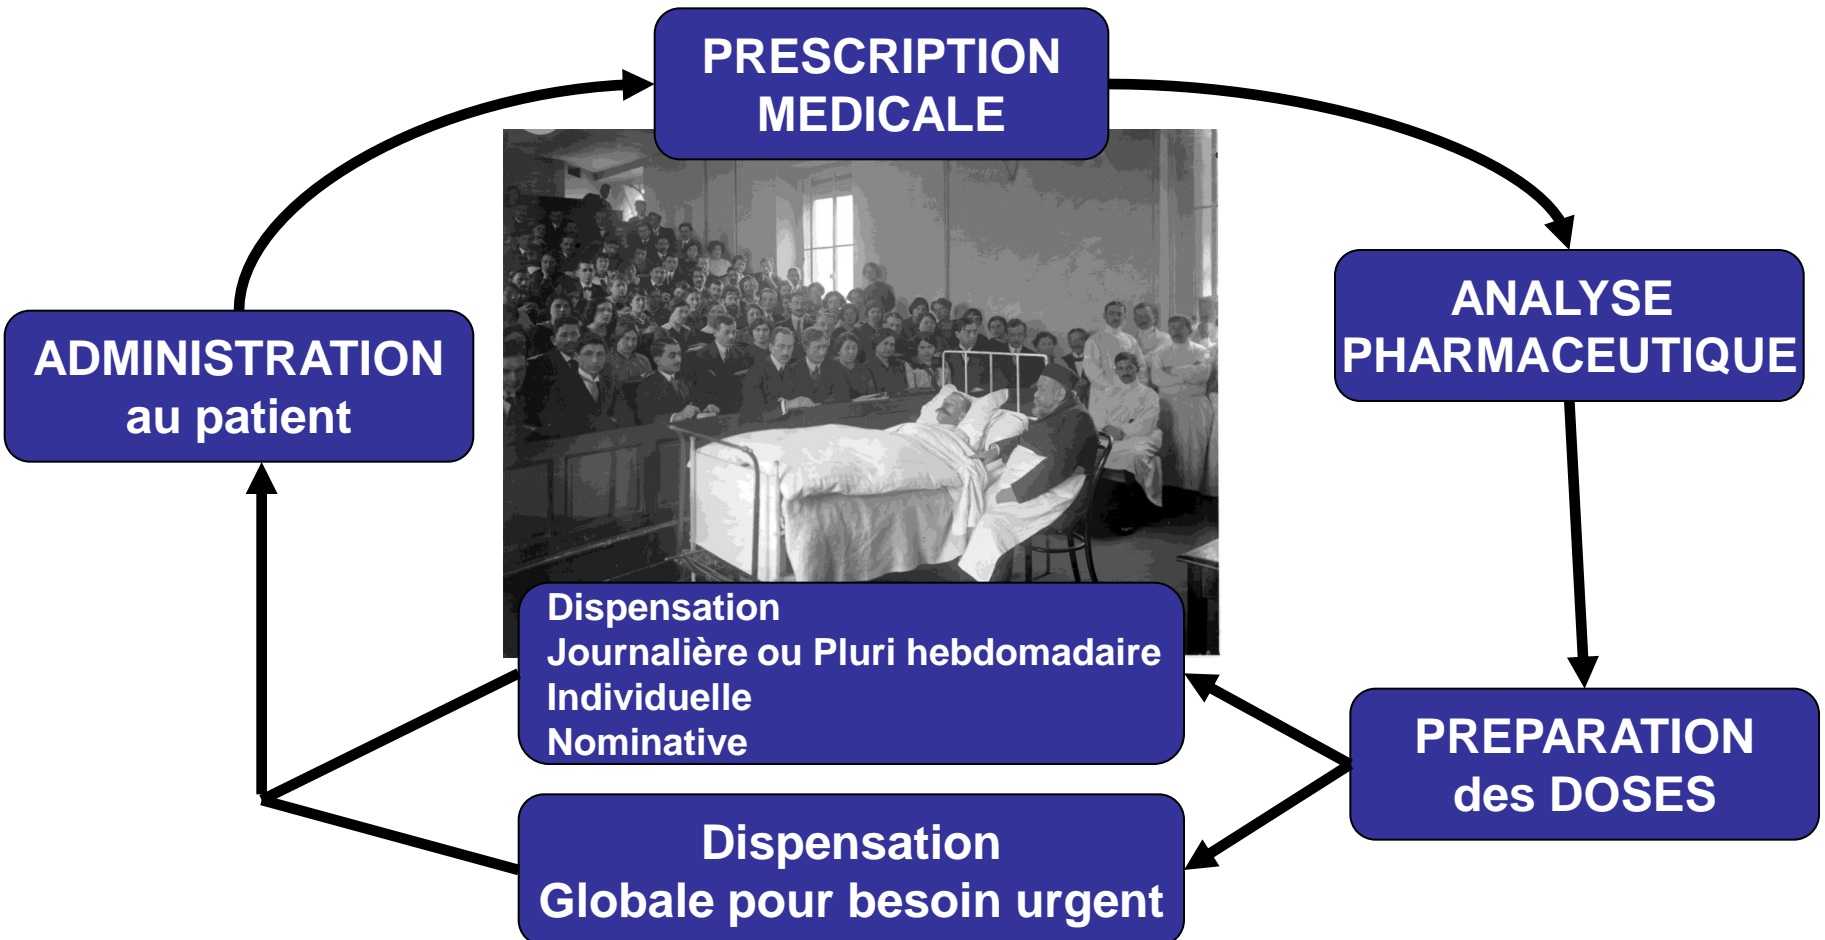 PRESCRIPTION
MEDICALE
ANALYSE
PHARMACEUTIQUE
ADMINISTRATION
au patient
Dispensation
Journalière ou Pluri hebdomadaire
Individuelle
Nominative
PREPARATION
des DOSES
Dispensation
Globale pour besoin urgent